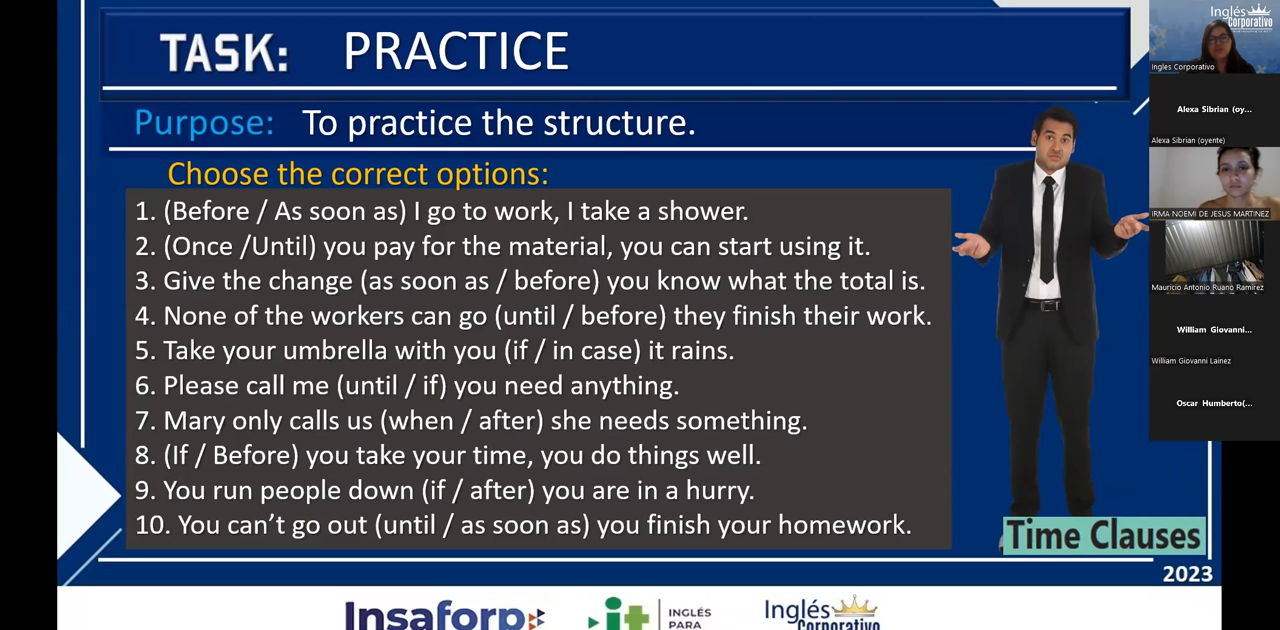 TASK: PRACTICE
Purpose: To practice the structure.
Choose the correct options:
1. (Before / As soon as) I go to work, I take a shower.
2. (Once /Until) you pay for the material, you can start using it.
3. Give the change (as soon as / before) you know what the total is.
4. None of the workers can go (until / before) they finish their work.
5. Take your umbrella with you (if / in case) it rains.
6. Please call me (until / if) you need anything.
7. Mary only calls us (when / after) she needs something.
8. (If / Before) you take your time, you do things well.
9. You run people down (if / after) you are in a hurry.
10. You can’t go out (until / as soon as) you finish your homework.
Time Clauses
2023
Insaforp
it
INGLÉS
PARA
Inglés
Corporativo
Inglés
Corporativo
Ingles Corporativo
Alexa Sibrian (oy...
Alexa Sibrian (oyente)
IRMA NOEMI DE JESUS MARTINEZ
Mauricio Antonio Ruano Ramirez
William Giovanni...
William Giovanni Lainez
Oscar Humberto(...